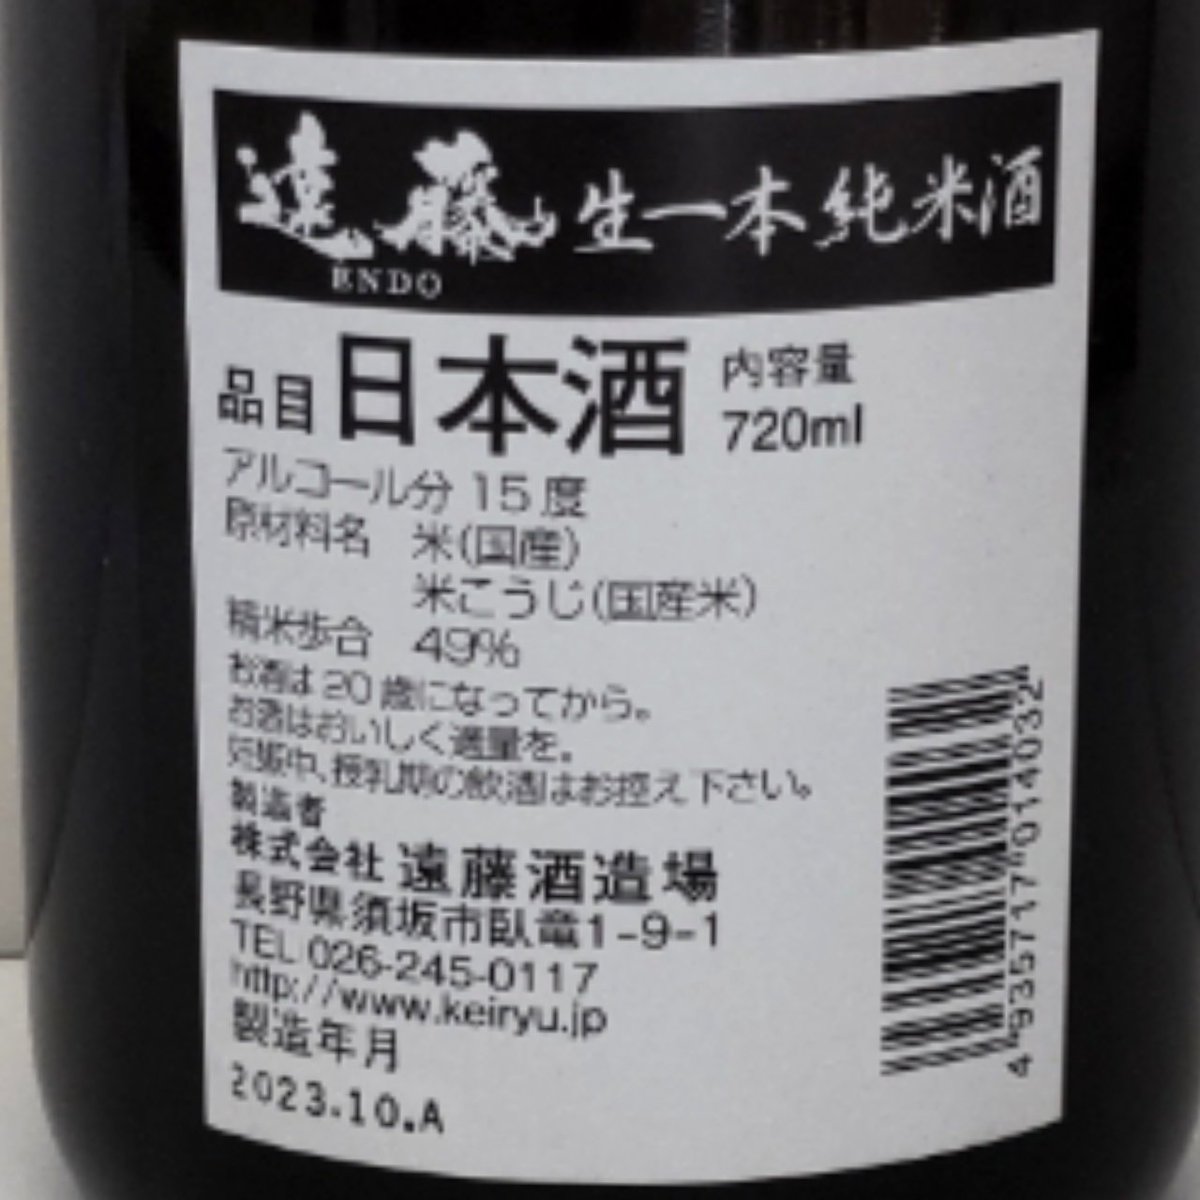 遠藤 生一本 純米酒
ENDO
品目 日本酒 内容量
720ml
アルコール分 15度
原材料名 米(国産)
米こうじ(国産米)
精米歩合 49%
お酒は20歳になってから。
お酒はおいしく適量を。
妊娠中、授乳期の飲酒はお控え下さい。
製造者
株式会社 遠藤酒造場
長野県須坂市臥竜1-9-1
TEL 026-245-0117
http://www.keiryu.jp
製造年月
2023.10.A
4 935717 014032